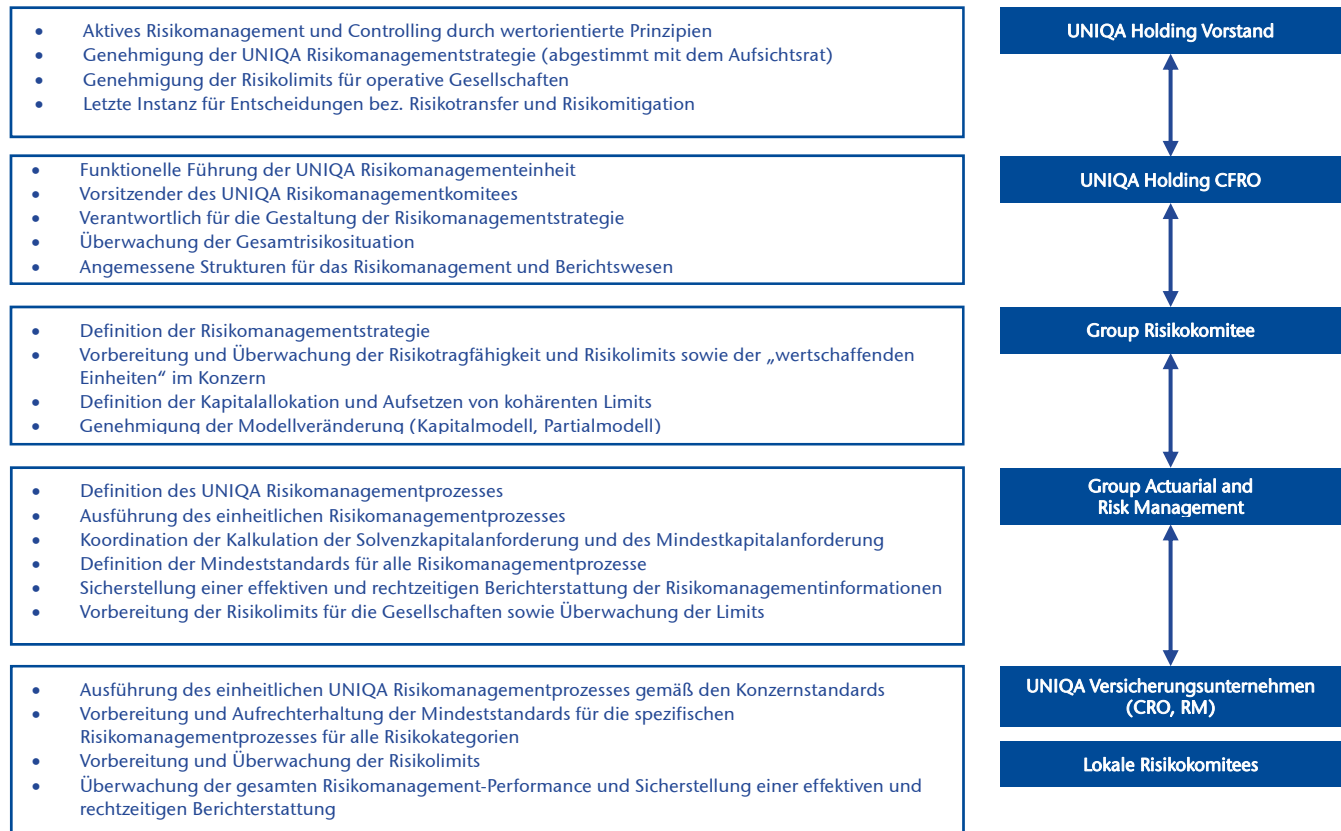 • Aktives Risikomanagement und Controlling durch wertorientierte Prinzipien
• Genehmigung der UNIQA Risikomanagementstrategie (abgestimmt mit dem Aufsichtsrat)
• Genehmigung der Risikolimits für operative Gesellschaften
• Letzte Instanz für Entscheidungen bez. Risikotransfer und Risikomitigation
UNIQA Holding Vorstand
• Funktionelle Führung der UNIQA Risikomanagementeinheit
• Vorsitzender des UNIQA Risikomanagementkomitees
• Verantwortlich für die Gestaltung der Risikomanagementstrategie
• Überwachung der Gesamtrisikosituation
• Angemessene Strukturen für das Risikomanagement und Berichtswesen
UNIQA Holding CFRO
• Definition der Risikomanagementstrategie
• Vorbereitung und Überwachung der Risikotragfähigkeit und Risikolimits sowie der „wertschaffenden
Einheiten“ im Konzern
• Definition der Kapitalallokation und Aufsetzen von kohärenten Limits
• Genehmigung der Modellveränderung (Kapitalmodell, Partialmodell)
Group Risikokomitee
• Definition des UNIQA Risikomanagementprozesses
• Ausführung des einheitlichen Risikomanagementprozesses
• Koordination der Kalkulation der Solvenzkapitalanforderung und des Mindestkapitalanforderung
• Definition der Mindeststandards für alle Risikomanagementprozesse
• Sicherstellung einer effektiven und rechtzeitigen Berichterstattung der Risikomanagementinformationen
• Vorbereitung der Risikolimits für die Gesellschaften sowie Überwachung der Limits
Group Actuarial and
Risk Management
• Ausführung des einheitlichen UNIQA Risikomanagementprozesses gemäß den Konzernstandards
• Vorbereitung und Aufrechterhaltung der Mindeststandards für die spezifischen
Risikomanagementprozesses für alle Risikokategorien
• Vorbereitung und Überwachung der Risikolimits
• Überwachung der gesamten Risikomanagement-Performance und Sicherstellung einer effektiven und
rechtzeitigen Berichterstattung
UNIQA Versicherungsunternehmen
(CRO, RM)
Lokale Risikokomitees